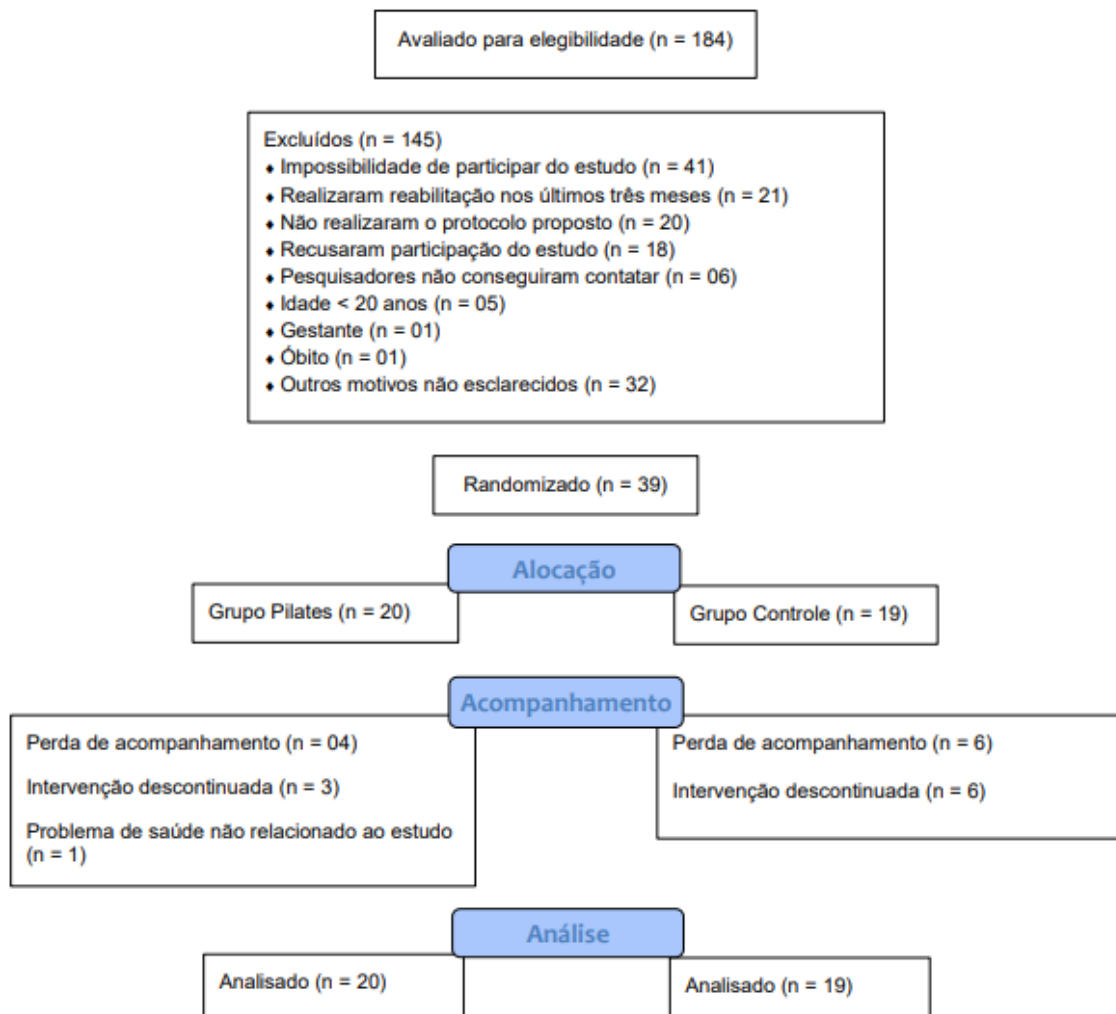 Avaliado para elegibilidade (n = 184)
Excluídos (n = 145)
♦ Impossibilidade de participar do estudo (n = 41)
♦ Realizaram reabilitação nos últimos três meses (n = 21)
♦ Não realizaram o protocolo proposto (n = 20)
♦ Recusaram participação do estudo (n = 18)
♦ Pesquisadores não conseguiram contatar (n = 06)
♦ Idade < 20 anos (n = 05)
♦ Gestante (n = 01)
♦ Óbito (n = 01)
♦ Outros motivos não esclarecidos (n = 32)
Randomizado (n = 39)
Alocação
Grupo Pilates (n = 20)
Grupo Controle (n = 19)
Acompanhamento
Perda de acompanhamento (n = 04)
Intervenção descontinuada (n = 3)
Problema de saúde não relacionado ao estudo
(n = 1)
Perda de acompanhamento (n = 6)
Intervenção descontinuada (n = 6)
Análise
Analisado (n = 20)
Analisado (n = 19)